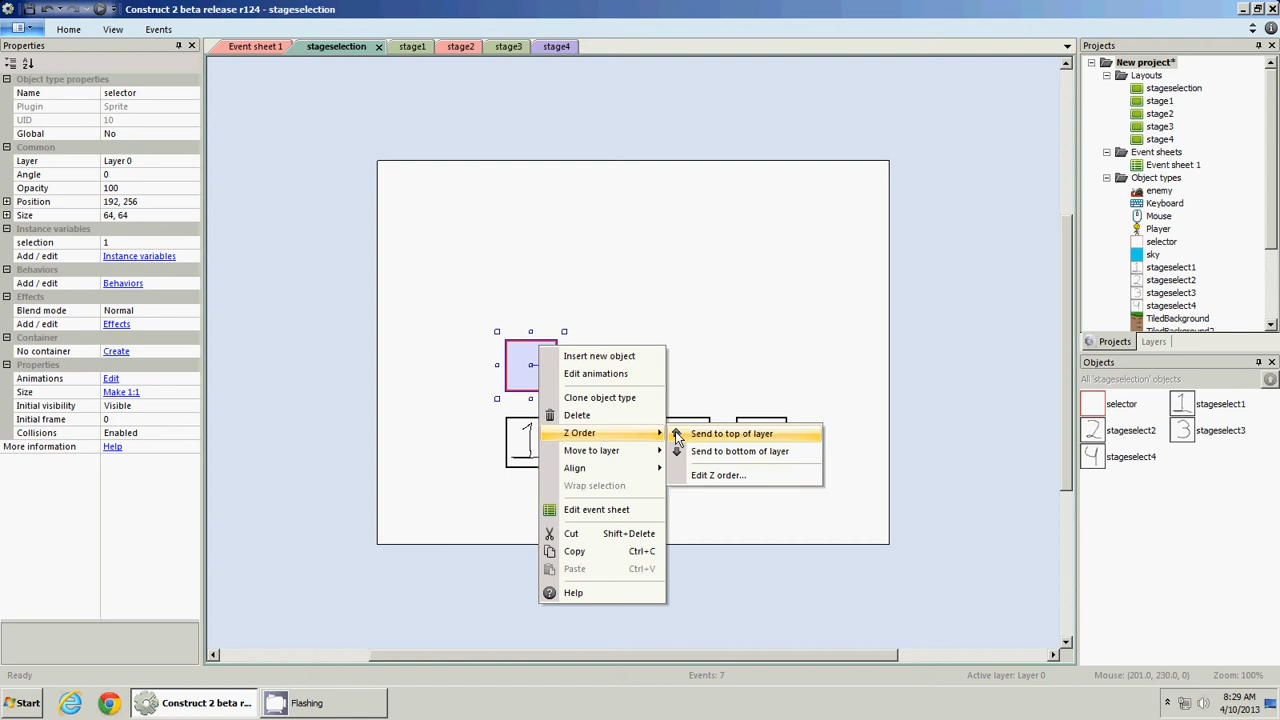 Construct 2 beta release r124 - stageselection
Home View Events
Properties
Object type properties
Name selector
Plugin Sprite
UID 10
Global No
Common
Layer Layer 0
Angle 0
Opacity 100
Position 192, 256
Size 64, 64
Instance variables
selection 1
Add / edit Instance variables
Behaviors
Add / edit Behaviors
Effects
Blend mode Normal
Add / edit Effects
Container
No container Create
Properties
Animations Edit
Size Make 1:1
Initial visibility Visible
Initial frame 0
Collisions Enabled
More information Help
Event sheet 1 stageselection stage1 stage2 stage3 stage4
1
Insert new object
Edit animations
Clone object type
Delete
Z Order
Move to layer
Align
Wrap selection
Edit event sheet
Cut Shift+Delete
Copy Ctrl+C
Paste Ctrl+V
Help
Send to top of layer
Send to bottom of layer
Edit Z order...
Projects
New project*
Layouts
stageselection
stage1
stage2
stage3
stage4
Event sheets
Event sheet 1
Object types
enemy
Keyboard
Mouse
Player
selector
sky
stageselect1
stageselect2
stageselect3
stageselect4
TiledBackground
TiledBackground2
Projects Layers
Objects
All 'stageselection' objects
selector 1 stageselect1
2 stageselect2 3 stageselect3
4 stageselect4
Ready Events: 7 Active layer: Layer 0 Mouse: (201.0, 230.0, 0) Zoom: 100%
Start Construct 2 beta r... Flashing
8:29 AM
4/10/2013